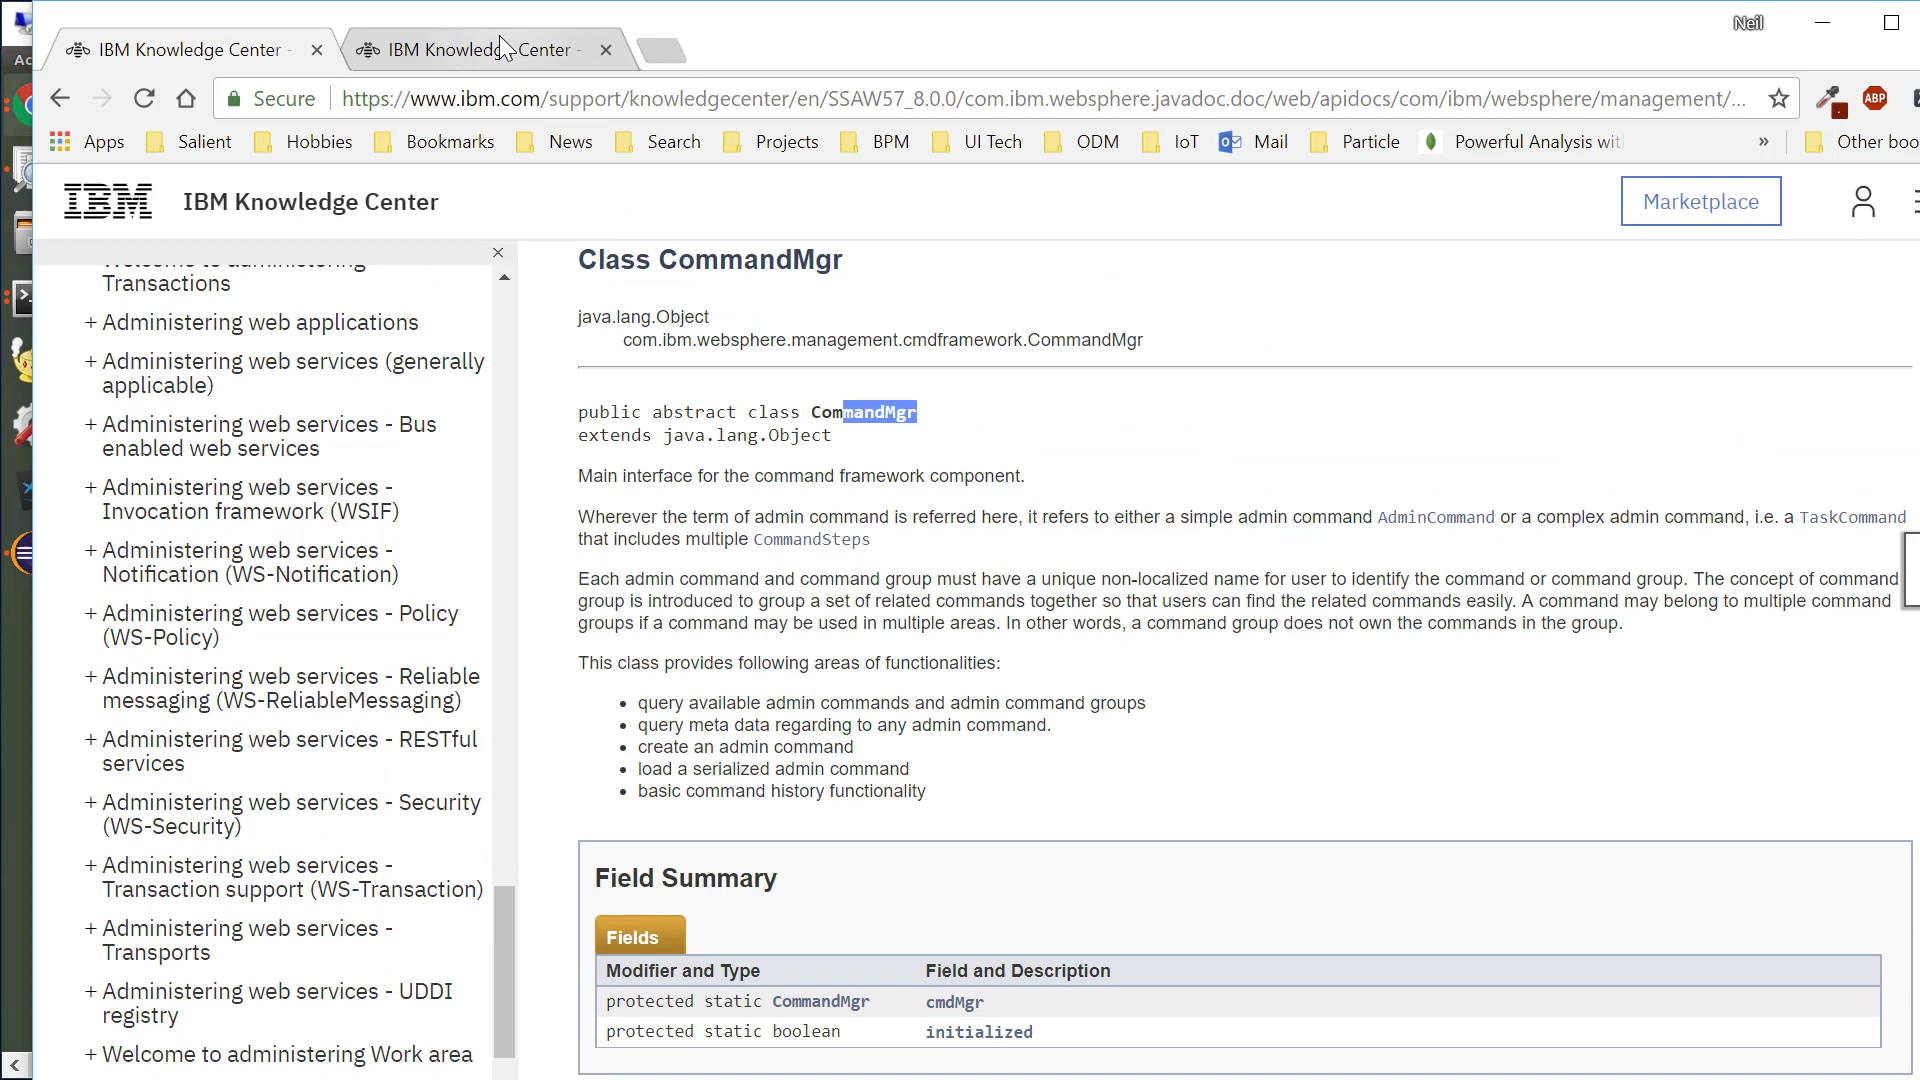 Neil
IBM Knowledge Center -
IBM Knowledge Center -
Secure https://www.ibm.com/support/knowledgecenter/en/SSAW57_8.0.0/com.ibm.websphere.javadoc.doc/web/apidocs/com/ibm/websphere/management/...
ABP
Apps Salient Hobbies Bookmarks News Search Projects BPM UI Tech ODM IoT Mail Particle Powerful Analysis wit » Other boo
IBM IBM Knowledge Center
Marketplace
Welcome to administering
Transactions
+ Administering web applications
+ Administering web services (generally
applicable)
+ Administering web services - Bus
enabled web services
+ Administering web services -
Invocation framework (WSIF)
+ Administering web services -
Notification (WS-Notification)
+ Administering web services - Policy
(WS-Policy)
+ Administering web services - Reliable
messaging (WS-ReliableMessaging)
+ Administering web services - RESTful
services
+ Administering web services - Security
(WS-Security)
+ Administering web services -
Transaction support (WS-Transaction)
+ Administering web services -
Transports
+ Administering web services - UDDI
registry
+ Welcome to administering Work area
Class CommandMgr
java.lang.Object
com.ibm.websphere.management.cmdframework.CommandMgr
public abstract class CommandMgr
extends java.lang.Object
Main interface for the command framework component.
Wherever the term of admin command is referred here, it refers to either a simple admin command AdminCommand or a complex admin command, i.e. a TaskCommand
that includes multiple CommandSteps
Each admin command and command group must have a unique non-localized name for user to identify the command or command group. The concept of command
group is introduced to group a set of related commands together so that users can find the related commands easily. A command may belong to multiple command
groups if a command may be used in multiple areas. In other words, a command group does not own the commands in the group.
This class provides following areas of functionalities:
• query available admin commands and admin command groups
• query meta data regarding to any admin command.
• create an admin command
• load a serialized admin command
• basic command history functionality
Field Summary
Fields
Modifier and Type Field and Description
protected static CommandMgr cmdMgr
protected static boolean initialized